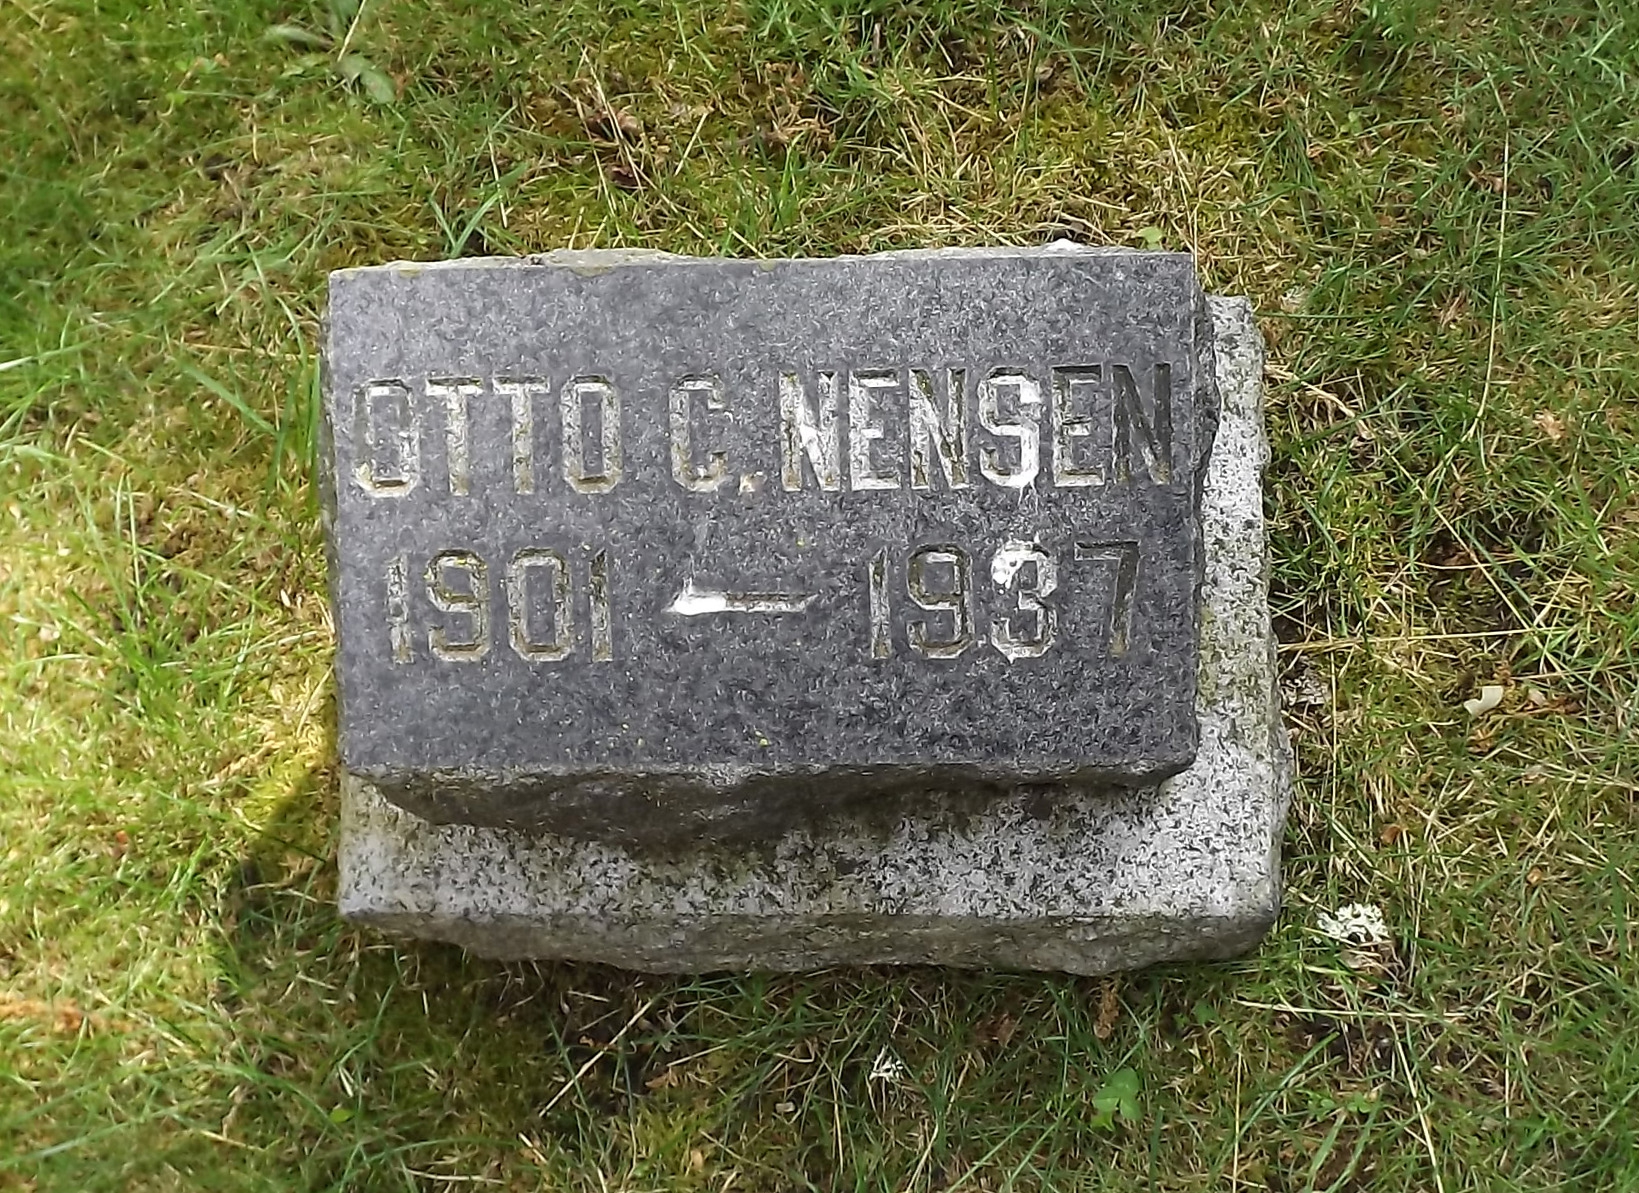 OTTO C. NENSEN
1901 — 1937